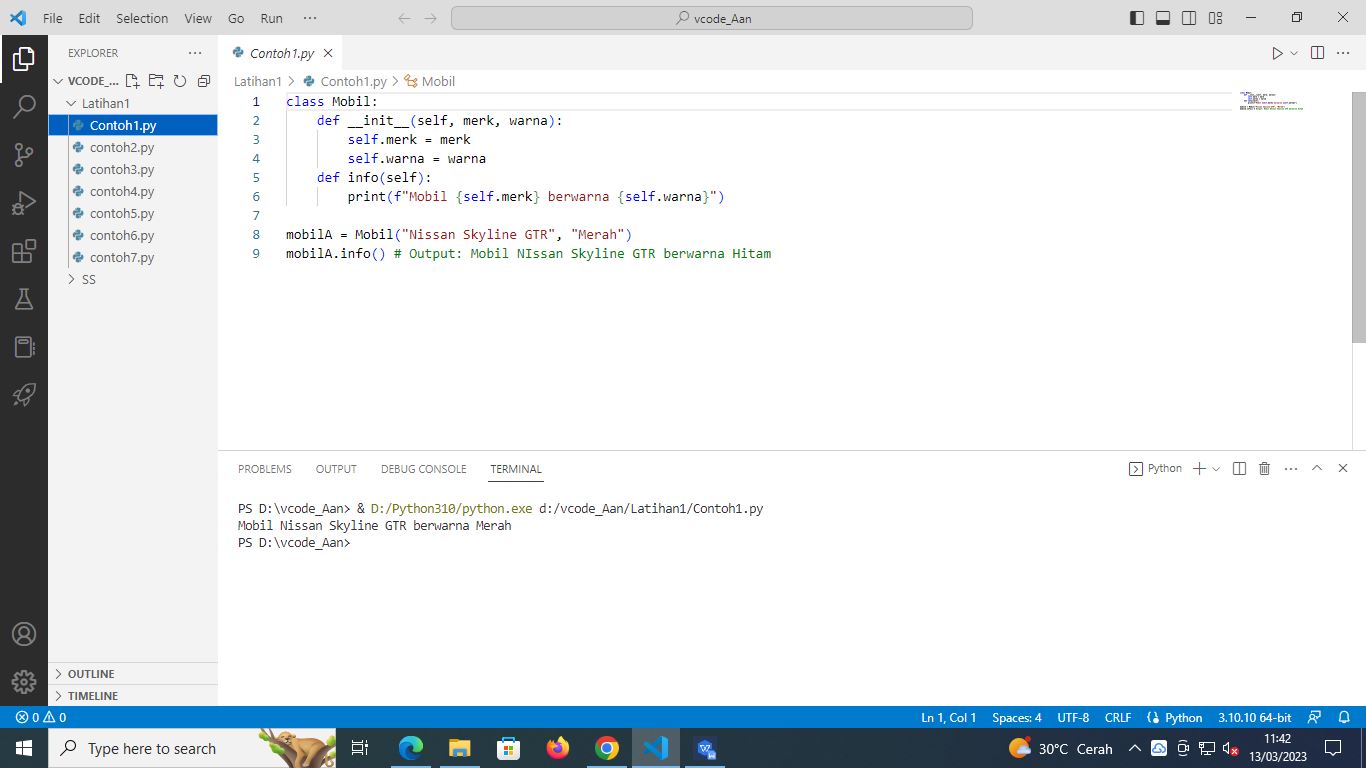 File Edit Selection View Go Run ···
vcode_Aan
EXPLORER
VCODE_...
Latihan1
Contoh1.py
contoh2.py
contoh3.py
contoh4.py
contoh5.py
contoh6.py
contoh7.py
SS
OUTLINE
TIMELINE
Contoh1.py
Latihan1 > Contoh1.py > Mobil
1 class Mobil:
2 def __init__(self, merk, warna):
3 self.merk = merk
4 self.warna = warna
5 def info(self):
6 print(f"Mobil {self.merk} berwarna {self.warna}")
7
8 mobilA = Mobil("Nissan Skyline GTR", "Merah")
9 mobilA.info() # Output: Mobil NIssan Skyline GTR berwarna Hitam
PROBLEMS OUTPUT DEBUG CONSOLE TERMINAL
Python
PS D:\vcode_Aan> & D:/Python310/python.exe d:/vcode_Aan/Latihan1/Contoh1.py
Mobil Nissan Skyline GTR berwarna Merah
PS D:\vcode_Aan>
0 0 Ln 1, Col 1 Spaces: 4 UTF-8 CRLF Python 3.10.10 64-bit
Type here to search
30°C Cerah
11:42
13/03/2023